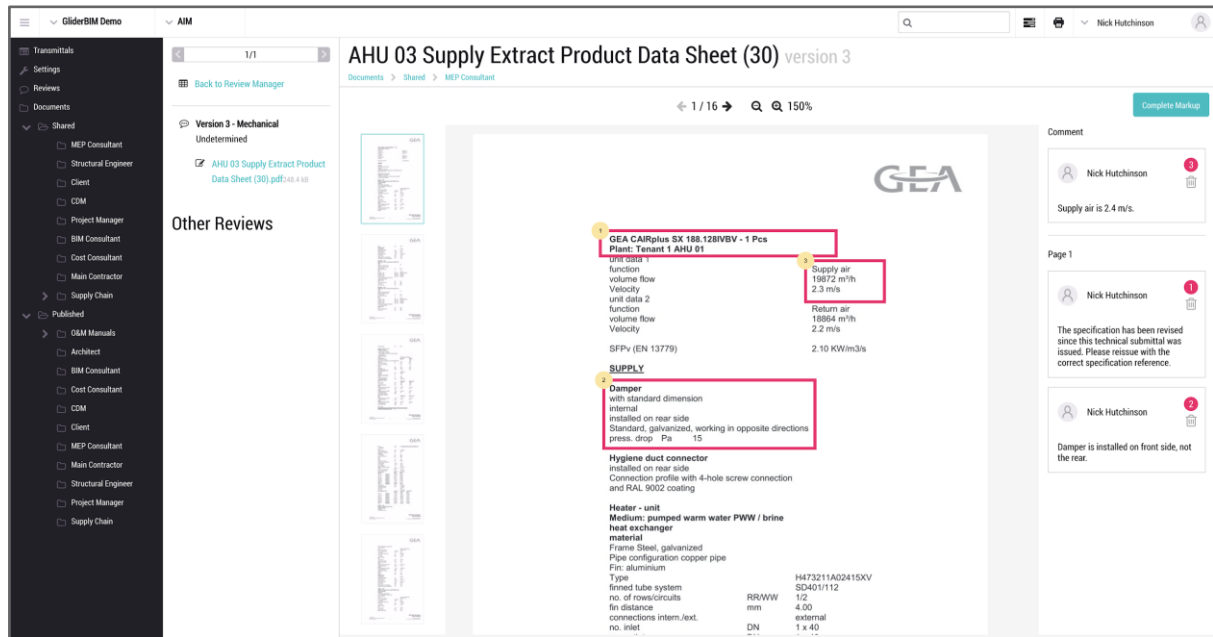 GliderBIM Demo
AIM
Nick Hutchinson
Transmittals
Settings
Reviews
Documents
Shared
MEP Consultant
Structural Engineer
Client
CDM
Project Manager
BIM Consultant
Cost Consultant
Main Contractor
Supply Chain
Published
O&M Manuals
Architect
BIM Consultant
Cost Consultant
CDM
Client
MEP Consultant
Main Contractor
Structural Engineer
Project Manager
Supply Chain
1/1
Back to Review Manager
Version 3 - Mechanical
Undetermined
AHU 03 Supply Extract Product
Data Sheet (30).pdf 246.4 kB
Other Reviews
AHU 03 Supply Extract Product Data Sheet (30) version 3
Documents > Shared > MEP Consultant
1 / 16
150%
Complete Markup
GEA
1
GEA CAIRplus SX 188.128IVBV - 1 Pcs
Plant: Tenant 1 AHU 01
unit data 1
3
function Supply air
volume flow 19872 m³/h
Velocity 2.3 m/s
unit data 2
function Return air
volume flow 18864 m³/h
Velocity 2.2 m/s
SFPv (EN 13779) 2.10 KW/m3/s
SUPPLY
2
Damper
with standard dimension
internal
installed on rear side
Standard, galvanized, working in opposite directions
press. drop Pa 15
Hygiene duct connector
installed on rear side
Connection profile with 4-hole screw connection
and RAL 9002 coating
Heater - unit
Medium: pumped warm water PWW / brine
heat exchanger
material
Frame Steel, galvanized
Pipe configuration copper pipe
Fin: aluminium
Type H473211A02415XV
finned tube system SD401/112
no. of rows/circuits RR/WW 1/2
fin distance mm 4.00
connections intern./ext. external
no. inlet DN 1 x 40
Comment
Nick Hutchinson
3
Supply air is 2.4 m/s.
Page 1
Nick Hutchinson
1
The specification has been revised
since this technical submittal was
issued. Please reissue with the
correct specification reference.
Nick Hutchinson
2
Damper is installed on front side, not
the rear.